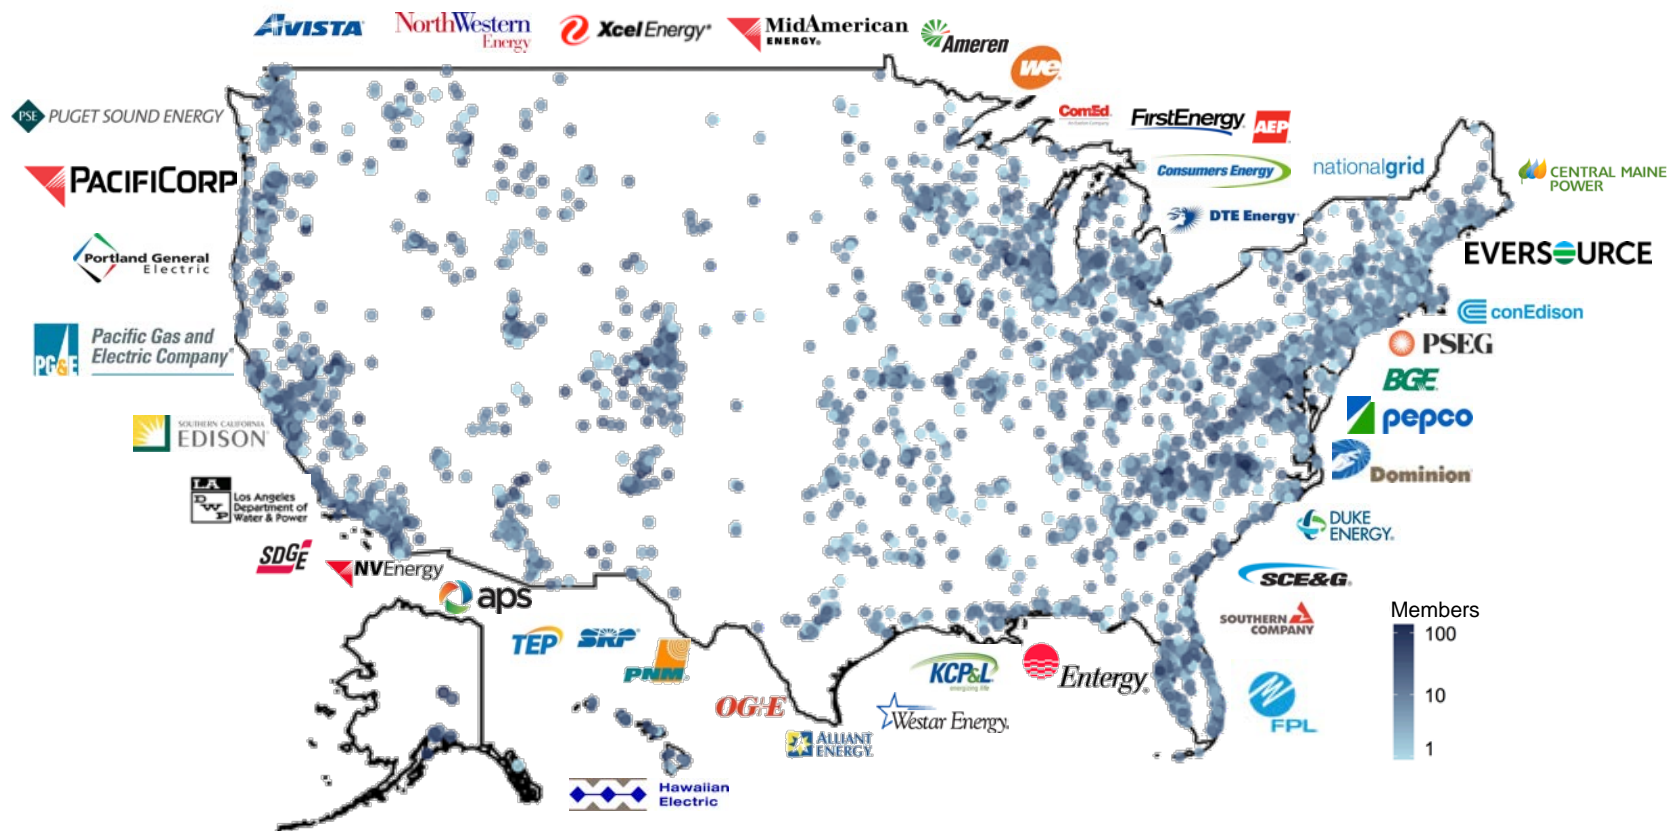 AVISTA
NorthWestern
Energy
Xcel Energy®
MidAmerican
ENERGY®
Ameren
we
ComEd
FirstEnergy
AEP
PSE PUGET SOUND ENERGY
Consumers Energy
nationalgrid
CENTRAL MAINE
POWER
PACIFICORP
DTE Energy
Portland General
Electric
EVERSOURCE
conEdison
Pacific Gas and
Electric Company®
PG&E
PSEG
BGE
pepco
SOUTHERN CALIFORNIA
EDISON
Dominion
LA
DWP
Los Angeles
Department of
Water & Power
DUKE
ENERGY®
SDGE
NVEnergy
SCE&G®
aps
SOUTHERN
COMPANY
Members
100
10
1
TEP
SRP
PNM
KCP&L
energizing life
Entergy
OG+E
Westar Energy®
FPL
ALLIANT
ENERGY
Hawaiian
Electric